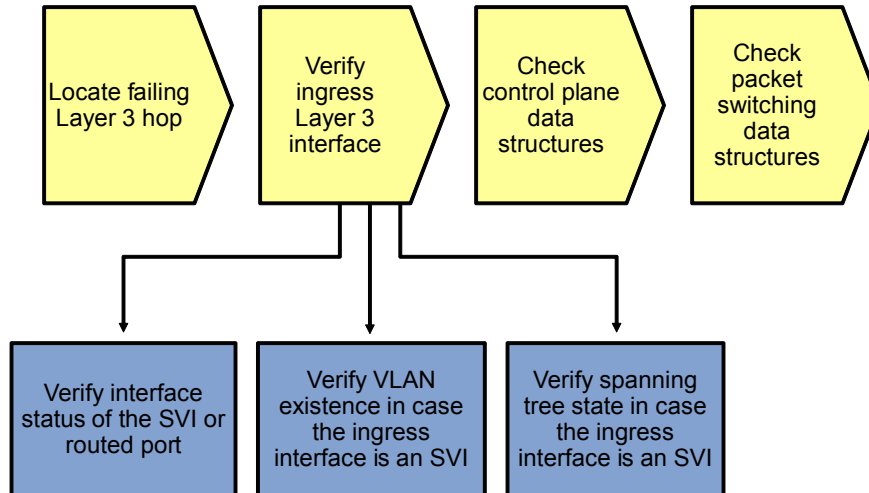 Locate failing
Layer 3 hop
Verify
ingress
Layer 3
interface
Check
control plane
data
structures
Check
packet
switching
data
structures
Verify interface
status of the SVI or
routed port
Verify VLAN
existence in case
the ingress
interface is an SVI
Verify spanning
tree state in case
the ingress
interface is an SVI